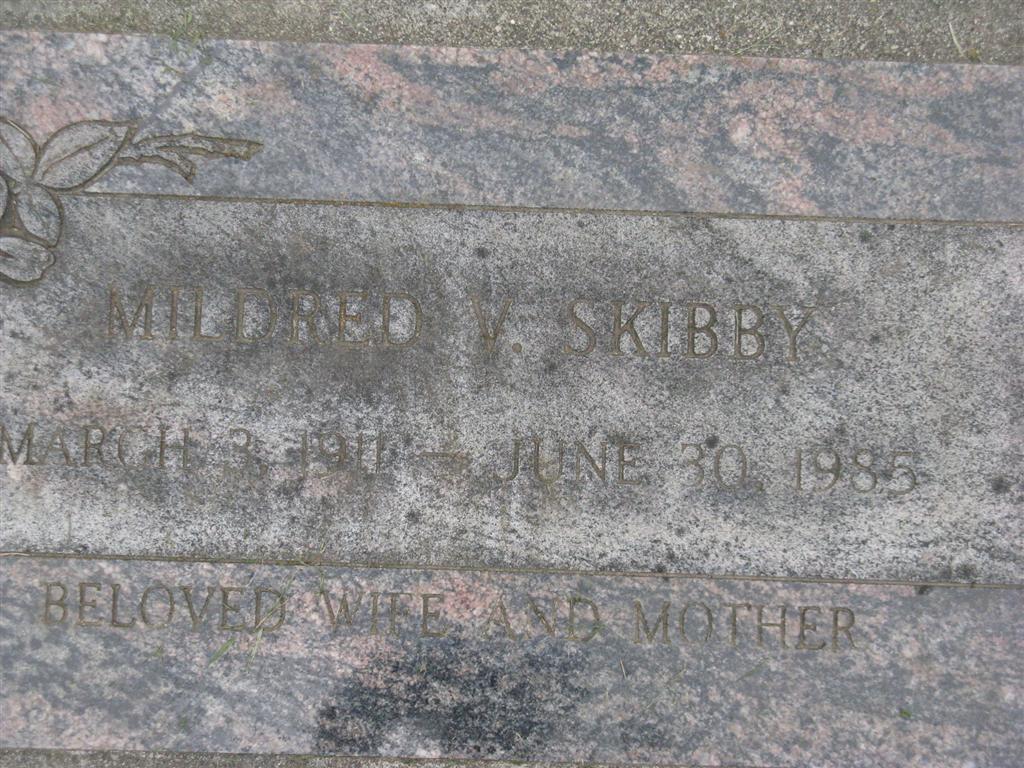 MILDRED V. SKIBBY
MARCH 3, 1911 — JUNE 30, 1985
BELOVED WIFE AND MOTHER